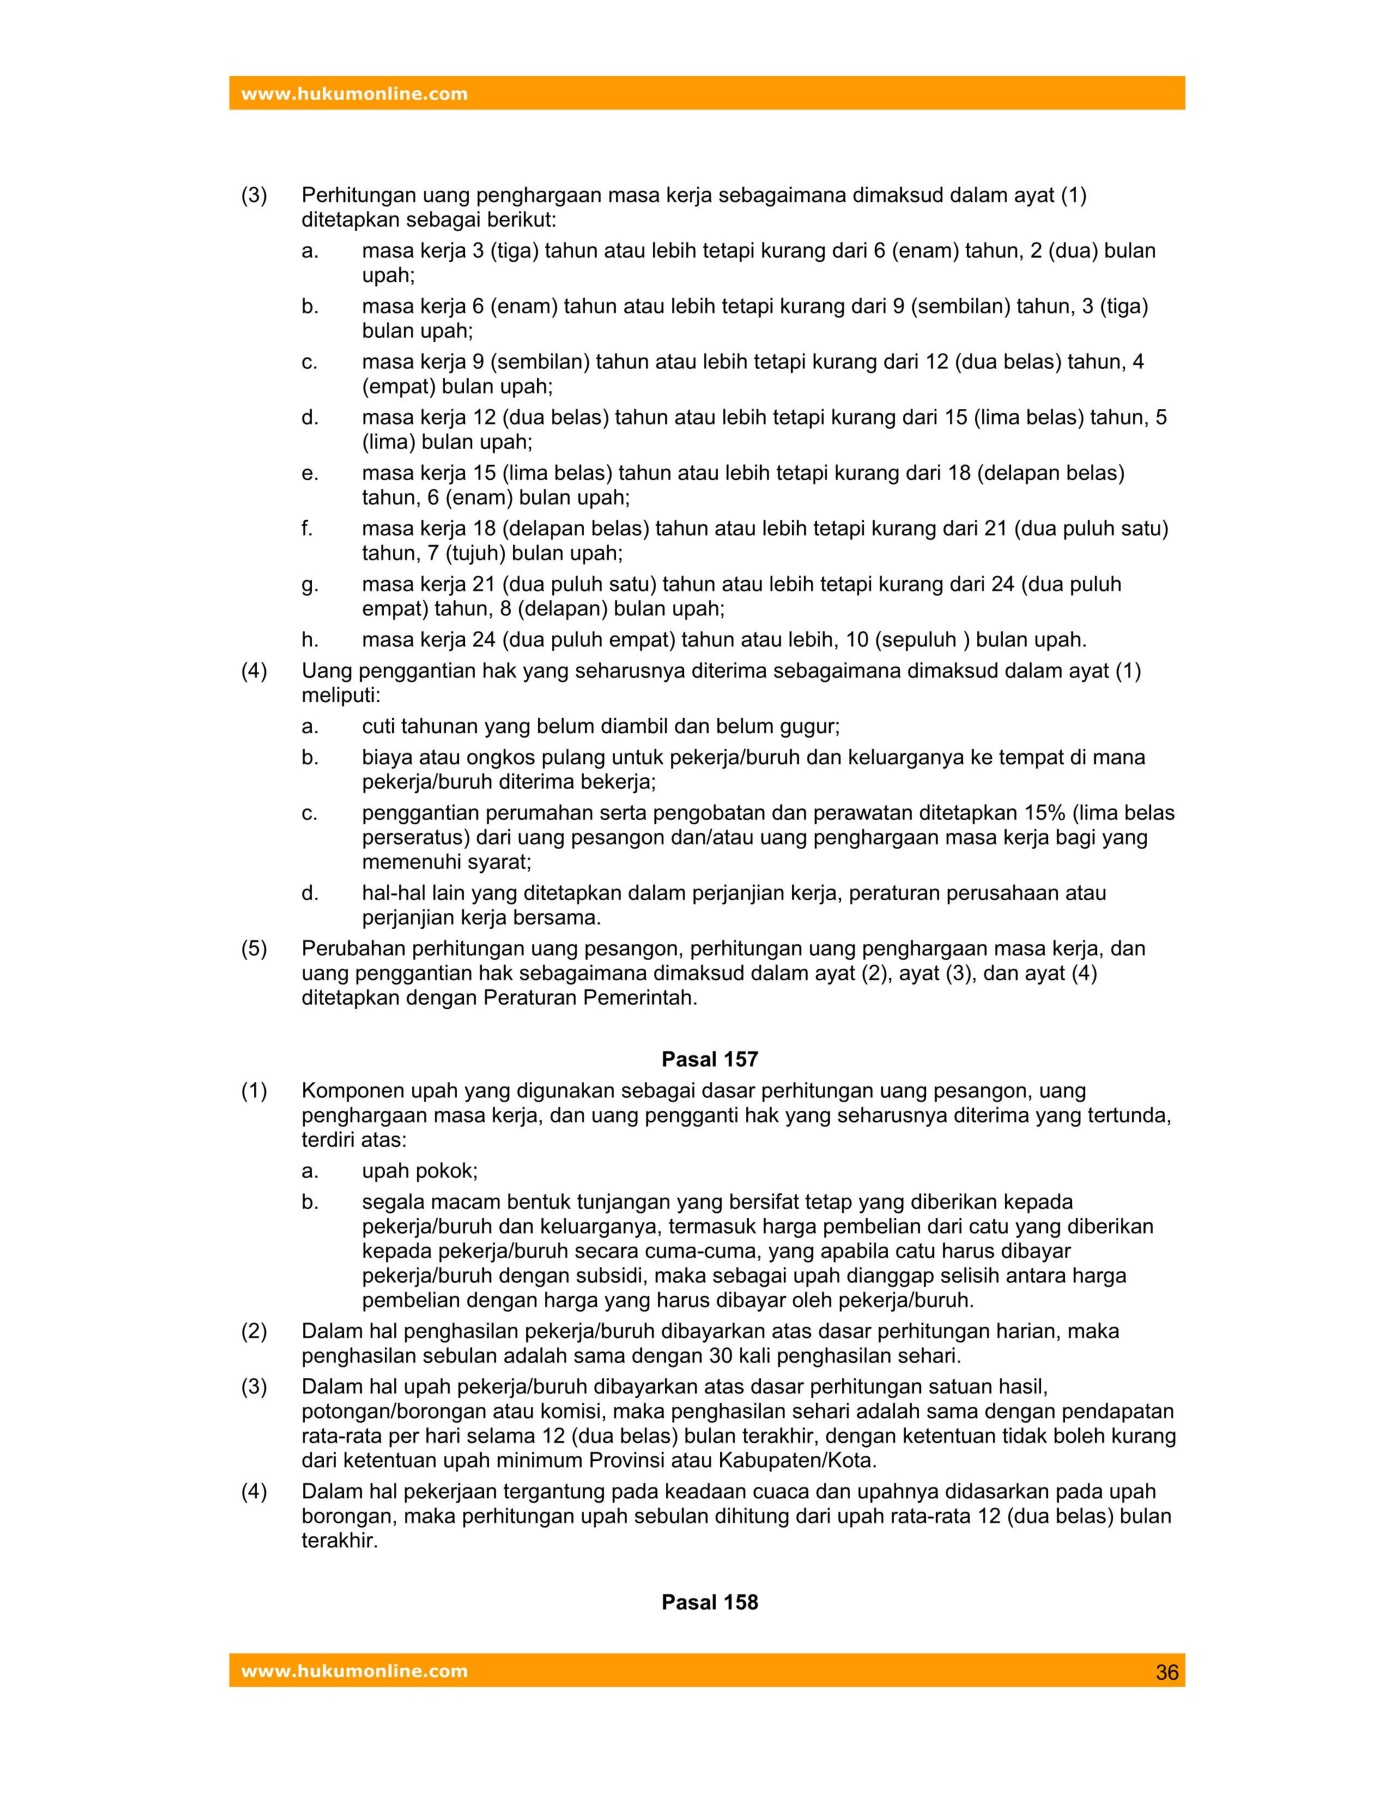 www.hukumonline.com
(3) Perhitungan uang penghargaan masa kerja sebagaimana dimaksud dalam ayat (1)
ditetapkan sebagai berikut:
a. masa kerja 3 (tiga) tahun atau lebih tetapi kurang dari 6 (enam) tahun, 2 (dua) bulan
upah;
b. masa kerja 6 (enam) tahun atau lebih tetapi kurang dari 9 (sembilan) tahun, 3 (tiga)
bulan upah;
c. masa kerja 9 (sembilan) tahun atau lebih tetapi kurang dari 12 (dua belas) tahun, 4
(empat) bulan upah;
d. masa kerja 12 (dua belas) tahun atau lebih tetapi kurang dari 15 (lima belas) tahun, 5
(lima) bulan upah;
e. masa kerja 15 (lima belas) tahun atau lebih tetapi kurang dari 18 (delapan belas)
tahun, 6 (enam) bulan upah;
f. masa kerja 18 (delapan belas) tahun atau lebih tetapi kurang dari 21 (dua puluh satu)
tahun, 7 (tujuh) bulan upah;
g. masa kerja 21 (dua puluh satu) tahun atau lebih tetapi kurang dari 24 (dua puluh
empat) tahun, 8 (delapan) bulan upah;
h. masa kerja 24 (dua puluh empat) tahun atau lebih, 10 (sepuluh ) bulan upah.
(4) Uang penggantian hak yang seharusnya diterima sebagaimana dimaksud dalam ayat (1)
meliputi:
a. cuti tahunan yang belum diambil dan belum gugur;
b. biaya atau ongkos pulang untuk pekerja/buruh dan keluarganya ke tempat di mana
pekerja/buruh diterima bekerja;
c. penggantian perumahan serta pengobatan dan perawatan ditetapkan 15% (lima belas
perseratus) dari uang pesangon dan/atau uang penghargaan masa kerja bagi yang
memenuhi syarat;
d. hal-hal lain yang ditetapkan dalam perjanjian kerja, peraturan perusahaan atau
perjanjian kerja bersama.
(5) Perubahan perhitungan uang pesangon, perhitungan uang penghargaan masa kerja, dan
uang penggantian hak sebagaimana dimaksud dalam ayat (2), ayat (3), dan ayat (4)
ditetapkan dengan Peraturan Pemerintah.
Pasal 157
(1) Komponen upah yang digunakan sebagai dasar perhitungan uang pesangon, uang
penghargaan masa kerja, dan uang pengganti hak yang seharusnya diterima yang tertunda,
terdiri atas:
a. upah pokok;
b. segala macam bentuk tunjangan yang bersifat tetap yang diberikan kepada
pekerja/buruh dan keluarganya, termasuk harga pembelian dari catu yang diberikan
kepada pekerja/buruh secara cuma-cuma, yang apabila catu harus dibayar
pekerja/buruh dengan subsidi, maka sebagai upah dianggap selisih antara harga
pembelian dengan harga yang harus dibayar oleh pekerja/buruh.
(2) Dalam hal penghasilan pekerja/buruh dibayarkan atas dasar perhitungan harian, maka
penghasilan sebulan adalah sama dengan 30 kali penghasilan sehari.
(3) Dalam hal upah pekerja/buruh dibayarkan atas dasar perhitungan satuan hasil,
potongan/borongan atau komisi, maka penghasilan sehari adalah sama dengan pendapatan
rata-rata per hari selama 12 (dua belas) bulan terakhir, dengan ketentuan tidak boleh kurang
dari ketentuan upah minimum Provinsi atau Kabupaten/Kota.
(4) Dalam hal pekerjaan tergantung pada keadaan cuaca dan upahnya didasarkan pada upah
borongan, maka perhitungan upah sebulan dihitung dari upah rata-rata 12 (dua belas) bulan
terakhir.
Pasal 158
www.hukumonline.com 36